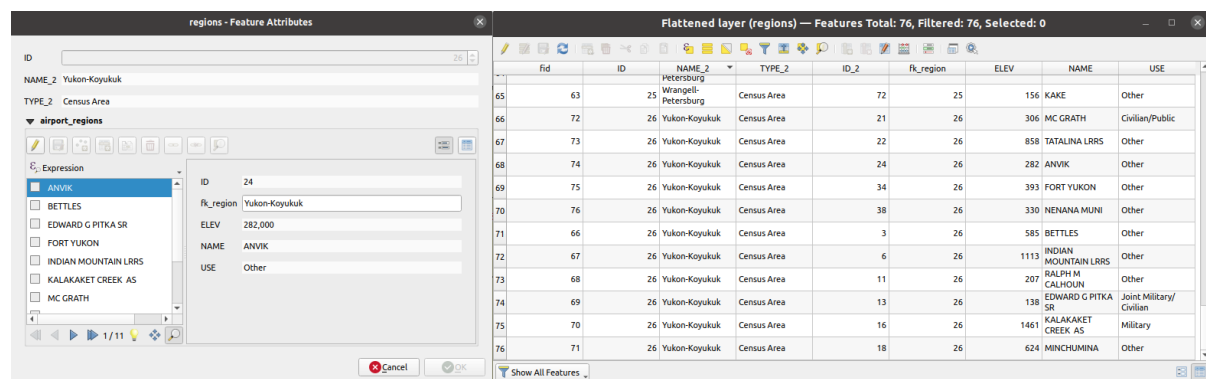 regions - Feature Attributes
ID 26
NAME_2 Yukon-Koyukuk
TYPE_2 Census Area
airport_regions
Expression
ANVIK
BETTLES
EDWARD G PITKA SR
FORT YUKON
INDIAN MOUNTAIN LRRS
KALAKAKET CREEK AS
MC GRATH
1/11
ID 24
fk_region Yukon-Koyukuk
ELEV 282,000
NAME ANVIK
USE Other
Cancel OK
Flattened layer (regions) — Features Total: 76, Filtered: 76, Selected: 0
fid ID NAME_2 TYPE_2 ID_2 fk_region ELEV NAME USE
Petersburg
65 63 25 Wrangell-Petersburg Census Area 72 25 156 KAKE Other
66 72 26 Yukon-Koyukuk Census Area 21 26 306 MC GRATH Civilian/Public
67 73 26 Yukon-Koyukuk Census Area 22 26 858 TATALINA LRRS Other
68 74 26 Yukon-Koyukuk Census Area 24 26 282 ANVIK Other
69 75 26 Yukon-Koyukuk Census Area 34 26 393 FORT YUKON Other
70 76 26 Yukon-Koyukuk Census Area 38 26 330 NENANA MUNI Other
71 66 26 Yukon-Koyukuk Census Area 3 26 585 BETTLES Other
72 67 26 Yukon-Koyukuk Census Area 6 26 1113 INDIAN MOUNTAIN LRRS Other
73 68 26 Yukon-Koyukuk Census Area 11 26 207 RALPH M CALHOUN Other
74 69 26 Yukon-Koyukuk Census Area 13 26 138 EDWARD G PITKA SR Joint Military/Civilian
75 70 26 Yukon-Koyukuk Census Area 16 26 1461 KALAKAKET CREEK AS Military
76 71 26 Yukon-Koyukuk Census Area 18 26 624 MINCHUMINA Other
Show All Features